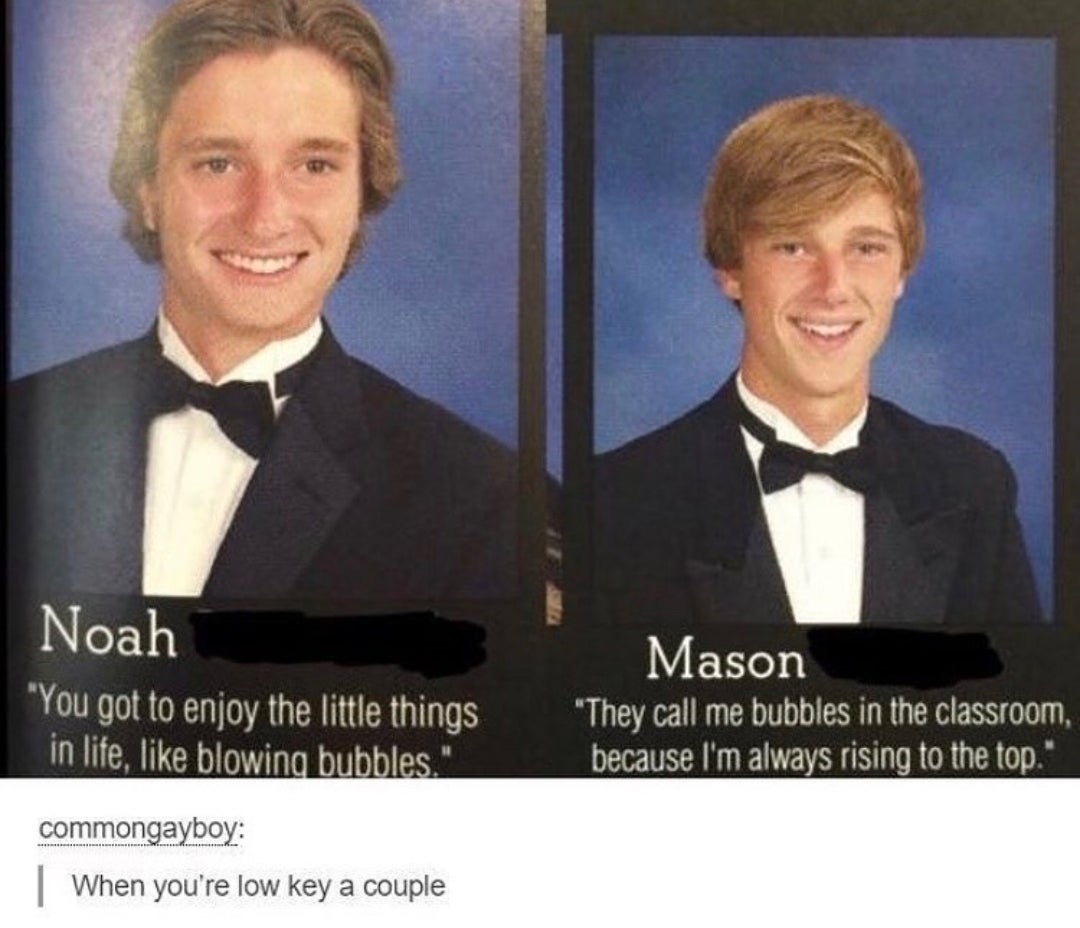 Noah
"You got to enjoy the little things
in life, like blowing bubbles."
Mason
"They call me bubbles in the classroom,
because I'm always rising to the top."
commongayboy:
When you're low key a couple